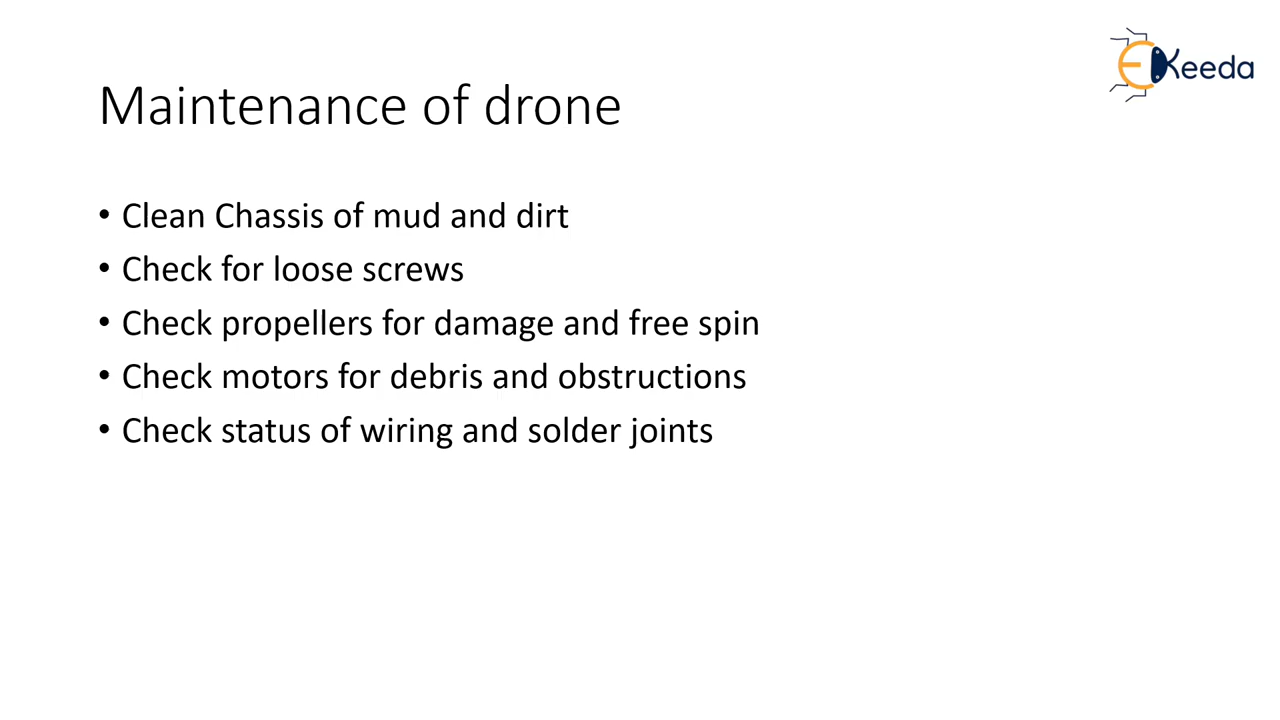 EKeeda
Maintenance of drone
• Clean Chassis of mud and dirt
• Check for loose screws
• Check propellers for damage and free spin
• Check motors for debris and obstructions
• Check status of wiring and solder joints